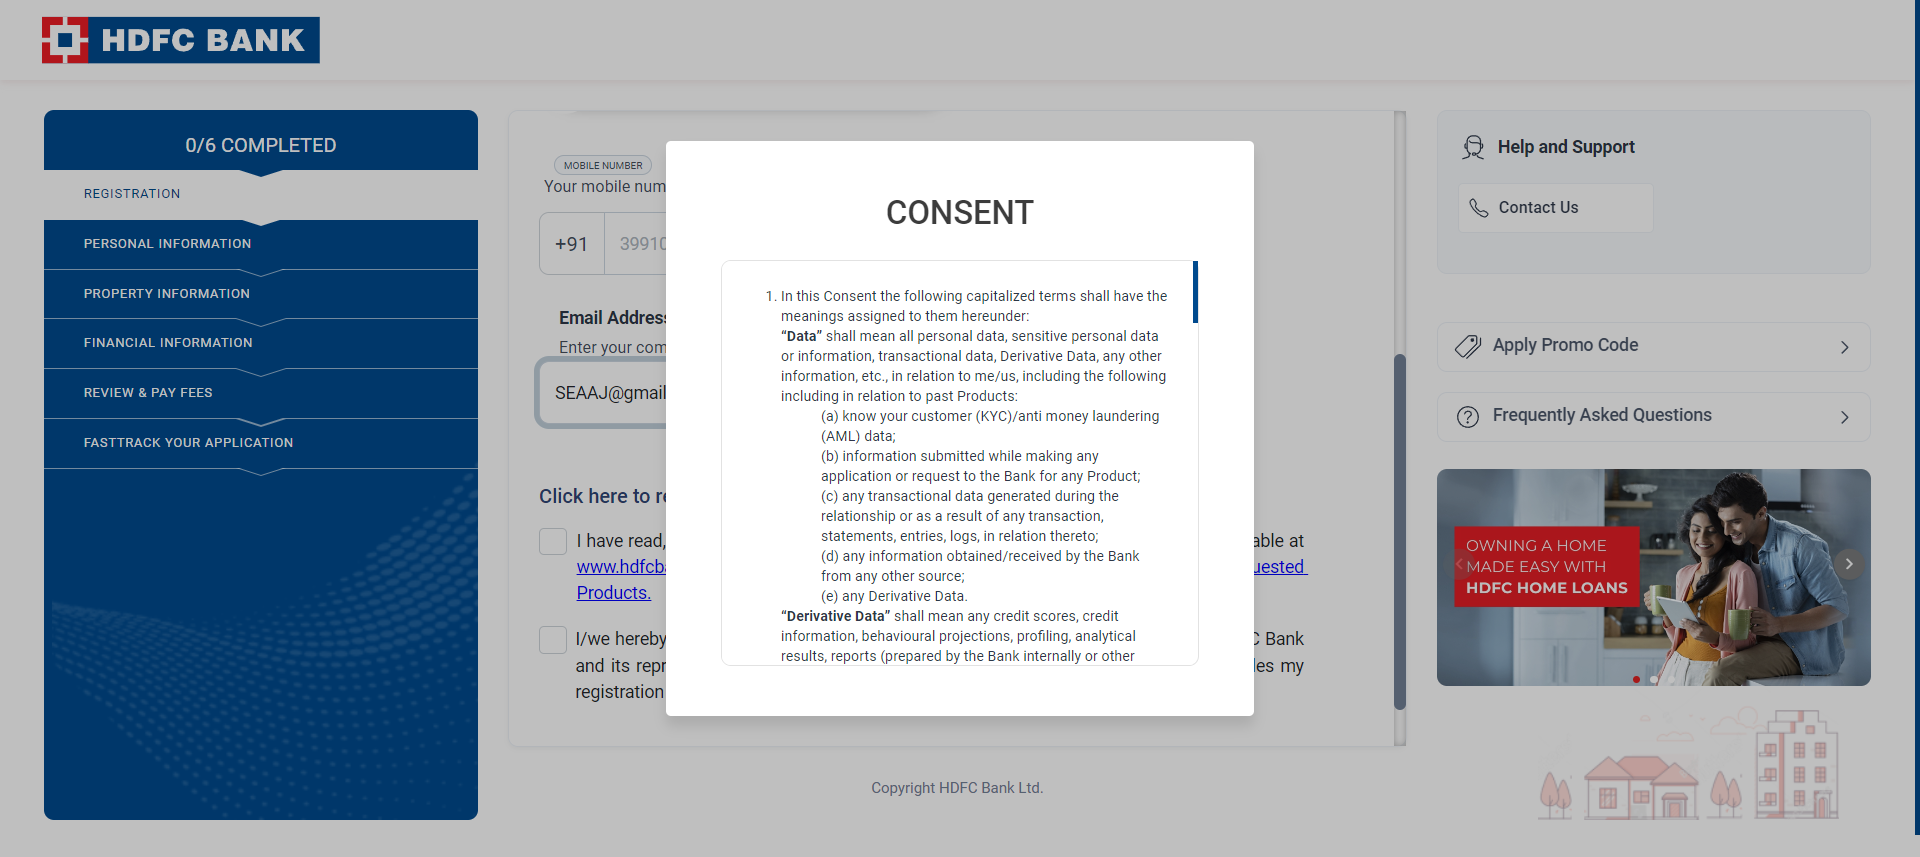 HDFC BANK
0/6 COMPLETED
REGISTRATION
PERSONAL INFORMATION
PROPERTY INFORMATION
FINANCIAL INFORMATION
REVIEW & PAY FEES
FASTTRACK YOUR APPLICATION
MOBILE NUMBER
Your mobile num
+91
39910
Email Address
Enter your com
SEAAJ@gmail
Click here to re
I have read,
able at
www.hdfcba
uested
Products.
I/we hereby
C Bank
and its repr
les my
registration
CONSENT
1. In this Consent the following capitalized terms shall have the
meanings assigned to them hereunder:
“Data” shall mean all personal data, sensitive personal data
or information, transactional data, Derivative Data, any other
information, etc., in relation to me/us, including the following
including in relation to past Products:
(a) know your customer (KYC)/anti money laundering
(AML) data;
(b) information submitted while making any
application or request to the Bank for any Product;
(c) any transactional data generated during the
relationship or as a result of any transaction,
statements, entries, logs, in relation thereto;
(d) any information obtained/received by the Bank
from any other source;
(e) any Derivative Data.
“Derivative Data” shall mean any credit scores, credit
information, behavioural projections, profiling, analytical
results, reports (prepared by the Bank internally or other
Copyright HDFC Bank Ltd.
Help and Support
Contact Us
Apply Promo Code
Frequently Asked Questions
OWNING A HOME
MADE EASY WITH
HDFC HOME LOANS